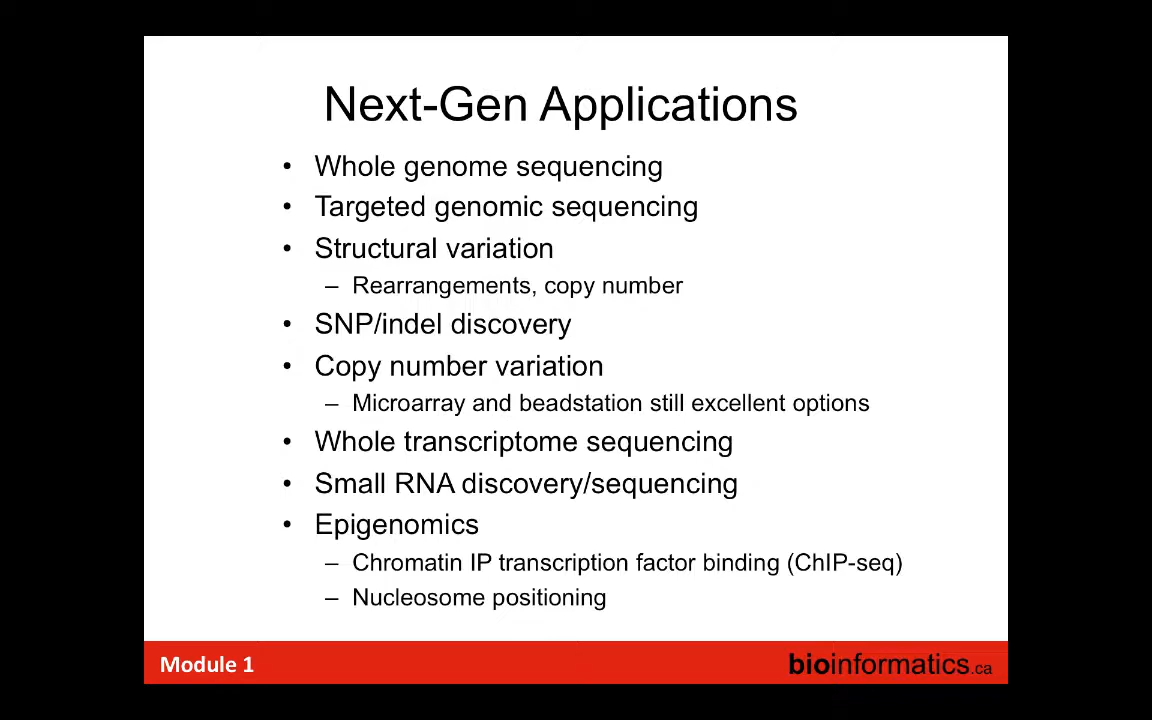 Next-Gen Applications
• Whole genome sequencing
• Targeted genomic sequencing
• Structural variation
– Rearrangements, copy number
• SNP/indel discovery
• Copy number variation
– Microarray and beadstation still excellent options
• Whole transcriptome sequencing
• Small RNA discovery/sequencing
• Epigenomics
– Chromatin IP transcription factor binding (ChIP-seq)
– Nucleosome positioning
Module 1
bioinformatics.ca